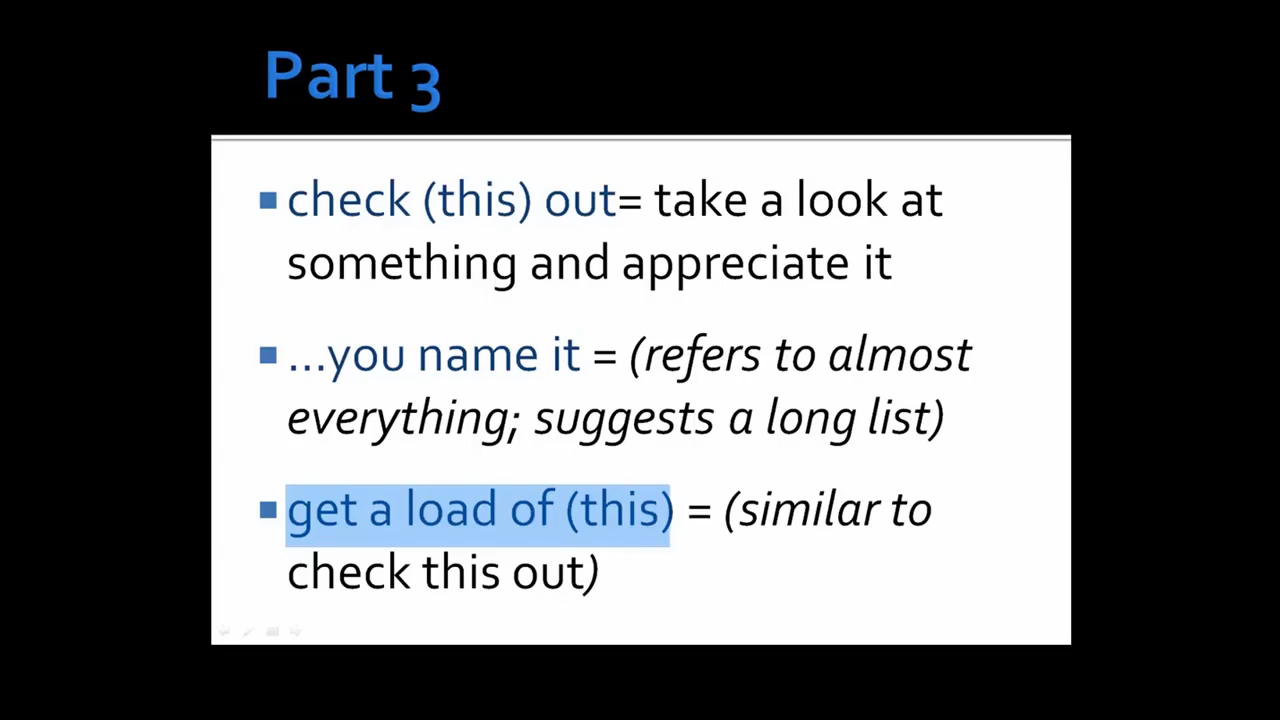 Part 3
check (this) out= take a look at
something and appreciate it
...you name it = (refers to almost
everything; suggests a long list)
get a load of (this) = (similar to
check this out)